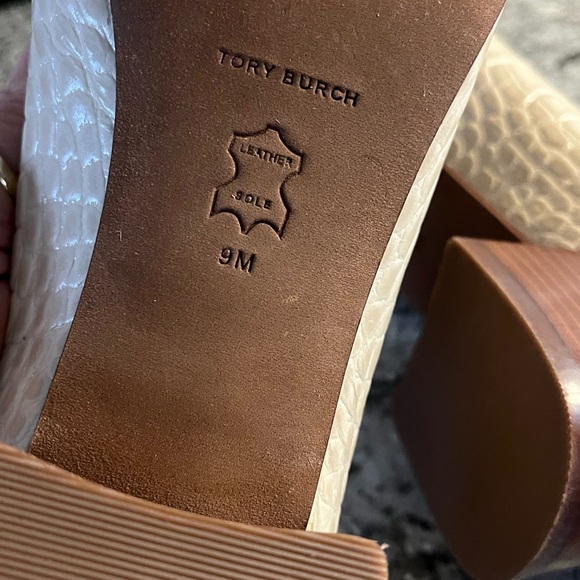 TORY BURCH
LEATHER
SOLE
9M